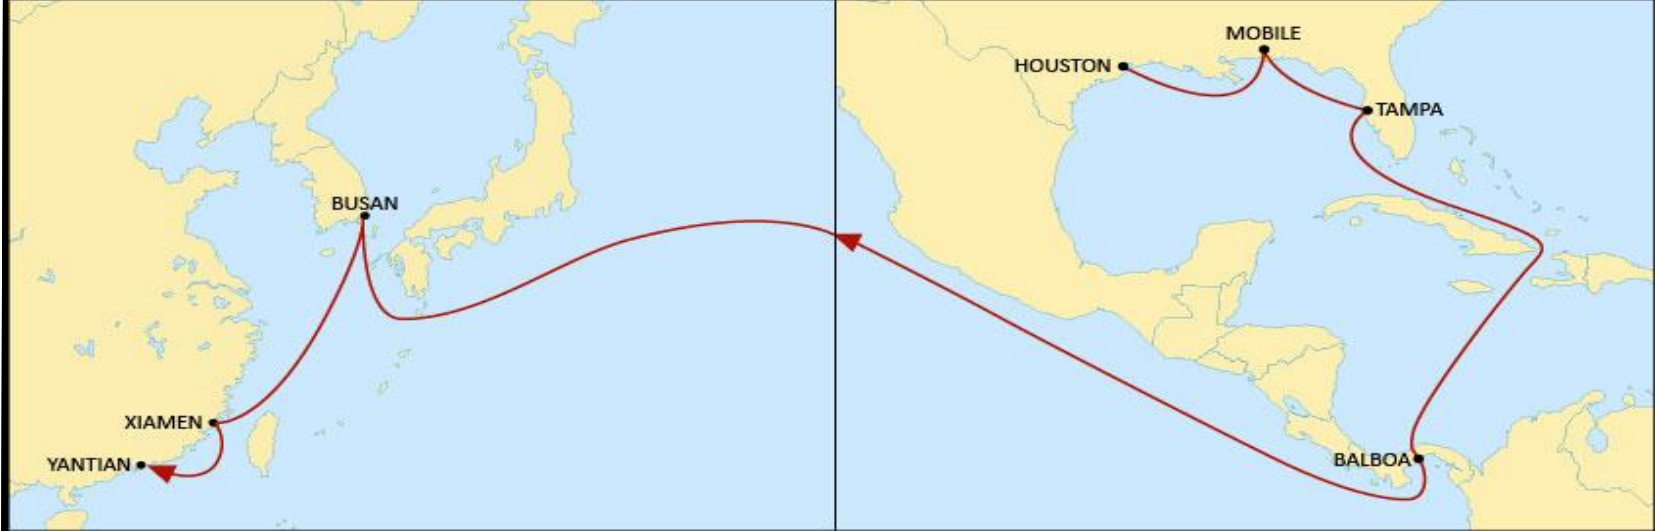 MOBILE
HOUSTON
TAMPA
BUSAN
XIAMEN
YANTIAN
BALBOA